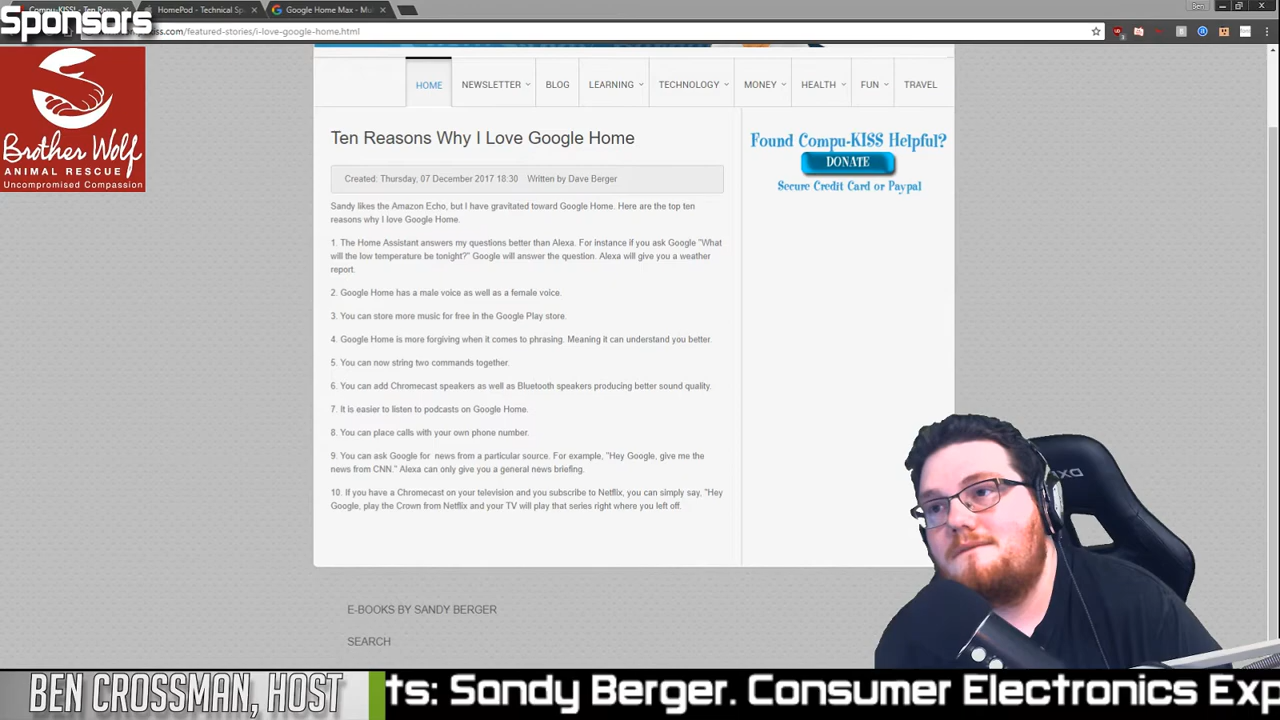 Sponsors
Compu-KISS! - Ten Rea
HomePod - Technical Sp
Google Home Max - Mul
Ben
ss.com/featured-stories/i-love-google-home.html
Brother Wolf
ANIMAL RESCUE
Uncompromised Compassion
HOME
NEWSLETTER
BLOG
LEARNING
TECHNOLOGY
MONEY
HEALTH
FUN
TRAVEL
Ten Reasons Why I Love Google Home
Created: Thursday, 07 December 2017 18:30 Written by Dave Berger
Sandy likes the Amazon Echo, but I have gravitated toward Google Home. Here are the top ten
reasons why I love Google Home.
1. The Home Assistant answers my questions better than Alexa. For instance if you ask Google "What
will the low temperature be tonight?" Google will answer the question. Alexa will give you a weather
report.
2. Google Home has a male voice as well as a female voice.
3. You can store more music for free in the Google Play store.
4. Google Home is more forgiving when it comes to phrasing. Meaning it can understand you better.
5. You can now string two commands together.
6. You can add Chromecast speakers as well as Bluetooth speakers producing better sound quality.
7. It is easier to listen to podcasts on Google Home.
8. You can place calls with your own phone number.
9. You can ask Google for news from a particular source. For example, "Hey Google, give me the
news from CNN." Alexa can only give you a general news briefing.
10. If you have a Chromecast on your television and you subscribe to Netflix, you can simply say, "Hey
Google, play the Crown from Netflix and your TV will play that series right where you left off.
Found Compu-KISS Helpful?
DONATE
Secure Credit Card or Paypal
E-BOOKS BY SANDY BERGER
SEARCH
BEN CROSSMAN, HOST
ts: Sandy Berger. Consumer Electronics Exp